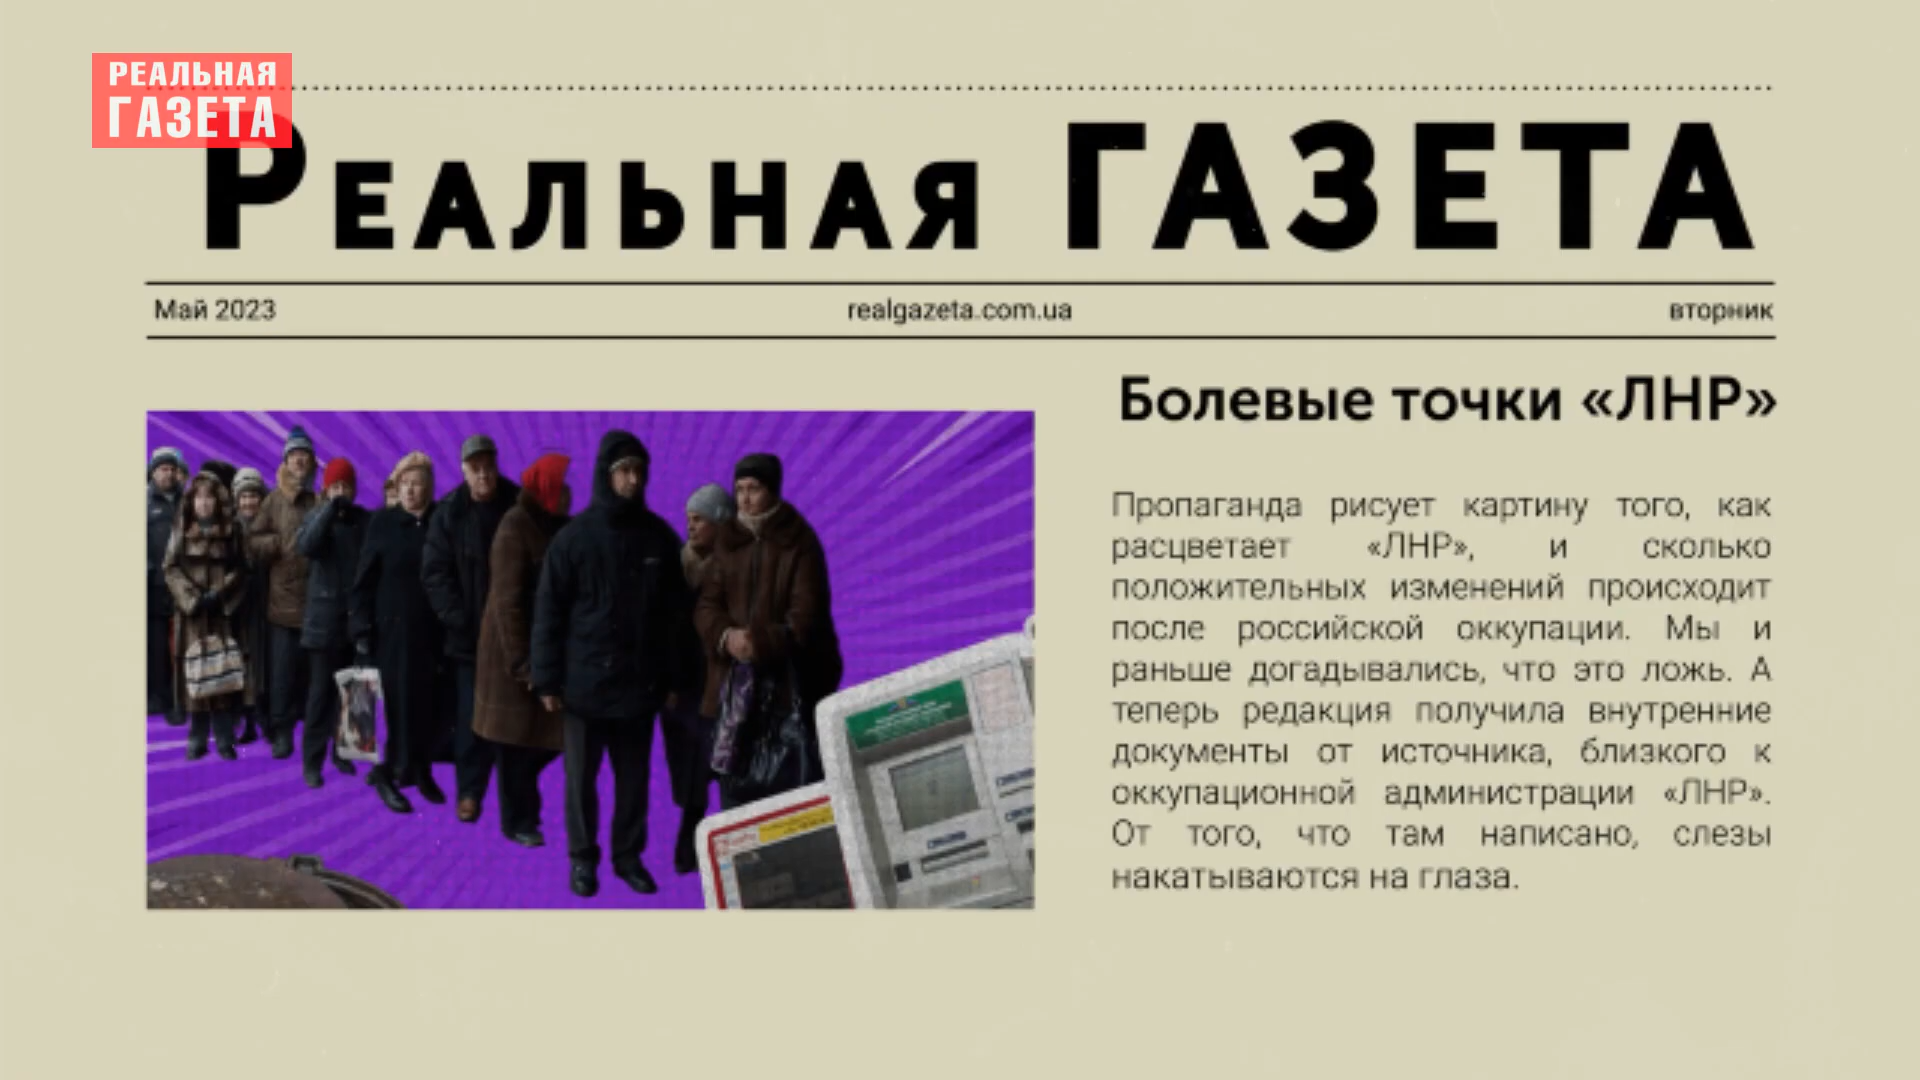 РЕАЛЬНАЯ
ГАЗЕТА
Реальная ГАЗЕТА
Май 2023
realgazeta.com.ua
вторник
Болевые точки «ЛНР»
Пропаганда рисует картину того, как
расцветает «ЛНР», и сколько
положительных изменений происходит
после российской оккупации. Мы и
раньше догадывались, что это ложь. А
теперь редакция получила внутренние
документы от источника, близкого к
оккупационной администрации «ЛНР».
От того, что там написано, слезы
накатываются на глаза.